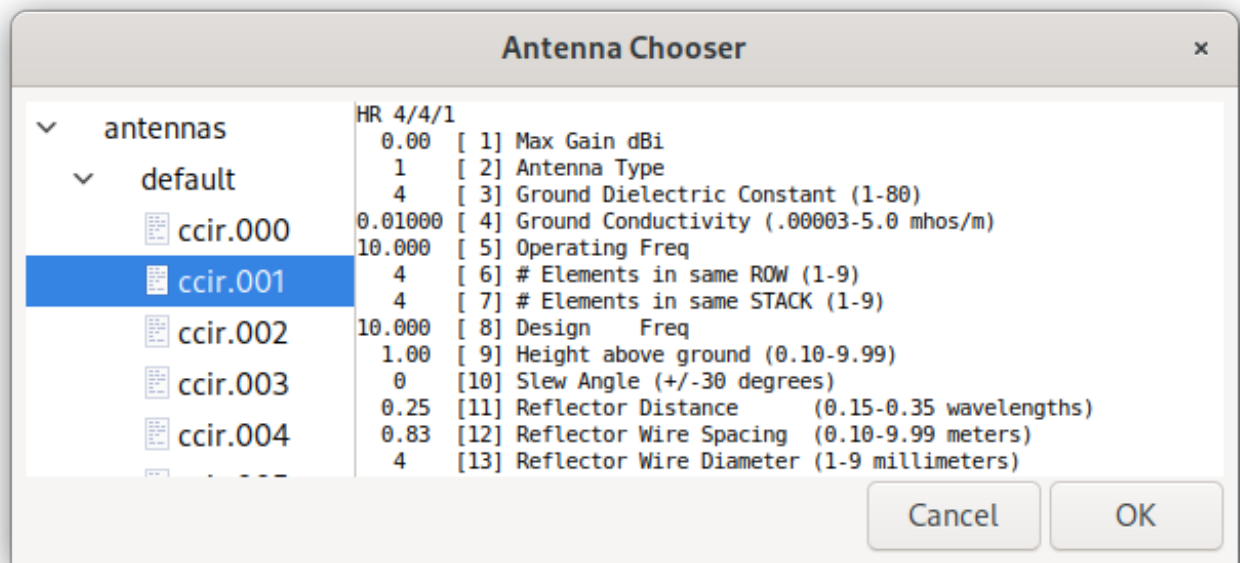 Antenna Chooser
×
antennas
default
ccir.000
ccir.001
ccir.002
ccir.003
ccir.004
HR 4/4/1
0.00 [ 1] Max Gain dBi
1 [ 2] Antenna Type
4 [ 3] Ground Dielectric Constant (1-80)
0.01000 [ 4] Ground Conductivity (.00003-5.0 mhos/m)
10.000 [ 5] Operating Freq
4 [ 6] # Elements in same ROW (1-9)
4 [ 7] # Elements in same STACK (1-9)
10.000 [ 8] Design Freq
1.00 [ 9] Height above ground (0.10-9.99)
0 [10] Slew Angle (+/-30 degrees)
0.25 [11] Reflector Distance (0.15-0.35 wavelengths)
0.83 [12] Reflector Wire Spacing (0.10-9.99 meters)
4 [13] Reflector Wire Diameter (1-9 millimeters)
Cancel
OK